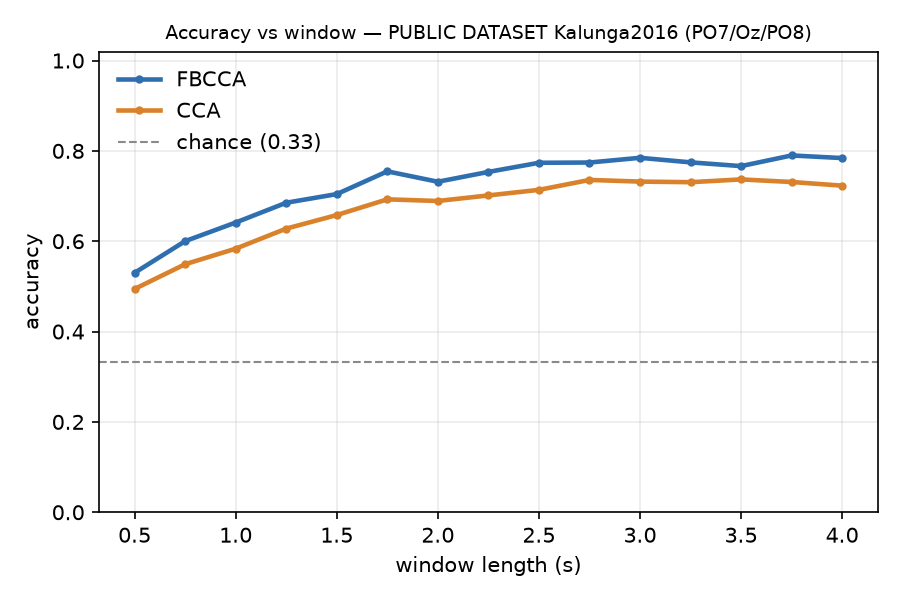 Accuracy vs window — PUBLIC DATASET Kalunga2016 (PO7/Oz/PO8)
FBCCA
CCA
chance (0.33)
1.0
0.8
0.6
0.4
0.2
0.0
accuracy
0.5 1.0 1.5 2.0 2.5 3.0 3.5 4.0
window length (s)